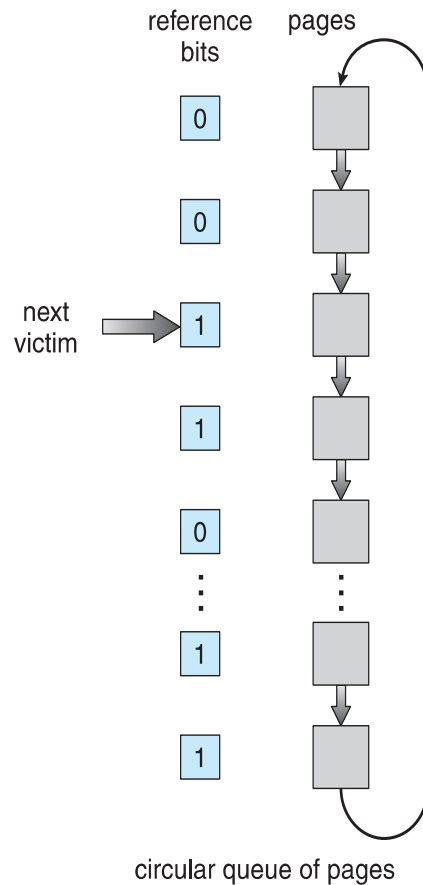 reference bits
pages
0
0
next victim
1
1
0
1
1
circular queue of pages